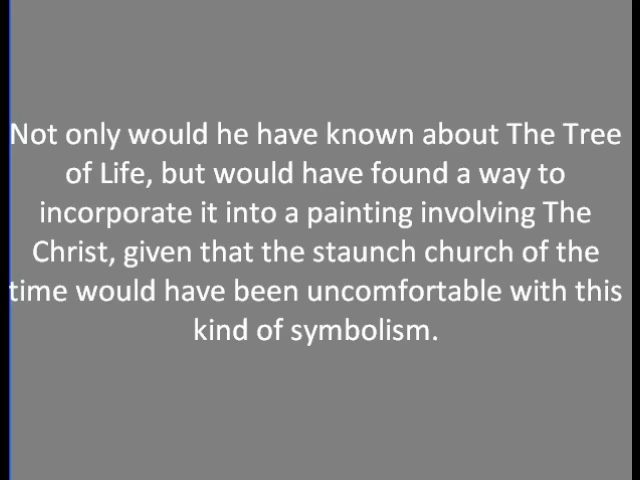 Not only would he have known about The Tree
of Life, but would have found a way to
incorporate it into a painting involving The
Christ, given that the staunch church of the
time would have been uncomfortable with this
kind of symbolism.